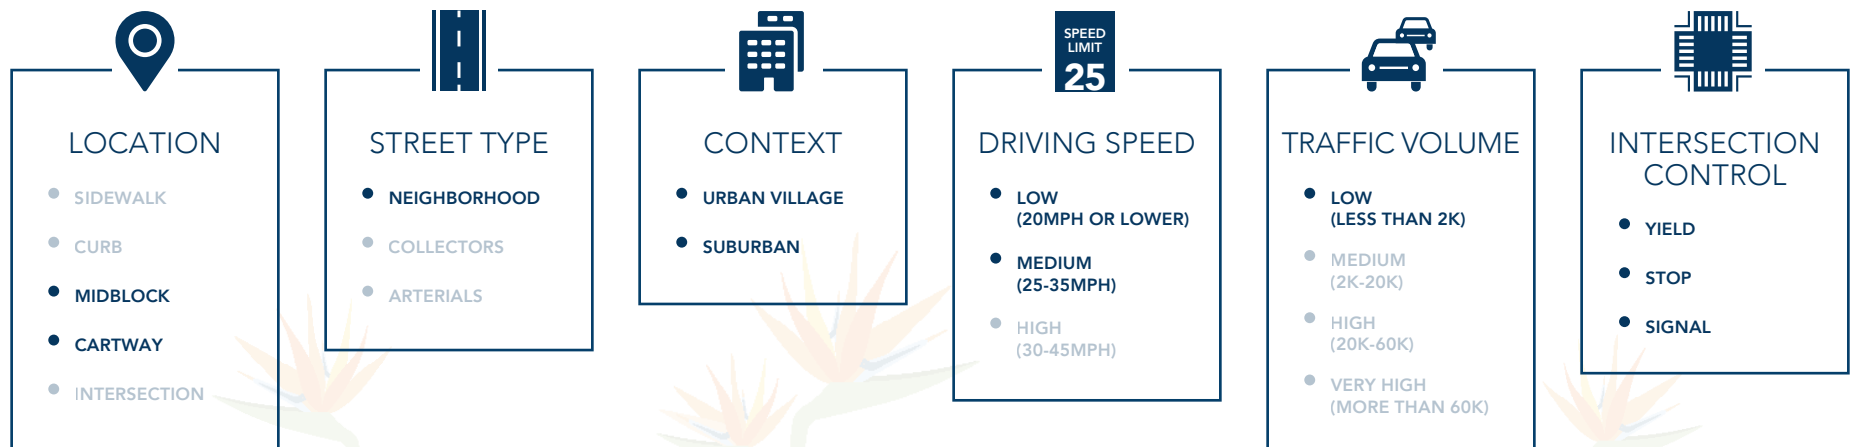 LOCATION
SIDEWALK
CURB
MIDBLOCK
CARTWAY
INTERSECTION
STREET TYPE
NEIGHBORHOOD
COLLECTORS
ARTERIALS
CONTEXT
URBAN VILLAGE
SUBURBAN
SPEED
LIMIT
25
DRIVING SPEED
LOW
(20MPH OR LOWER)
MEDIUM
(25-35MPH)
HIGH
(30-45MPH)
TRAFFIC VOLUME
LOW
(LESS THAN 2K)
MEDIUM
(2K-20K)
HIGH
(20K-60K)
VERY HIGH
(MORE THAN 60K)
INTERSECTION
CONTROL
YIELD
STOP
SIGNAL